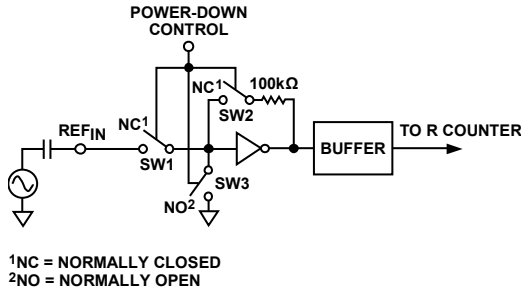 POWER-DOWN
CONTROL
NC¹
100kΩ
SW2
REFIN
NC¹
SW1
SW3
NO²
BUFFER
TO R COUNTER
¹NC = NORMALLY CLOSED
²NO = NORMALLY OPEN